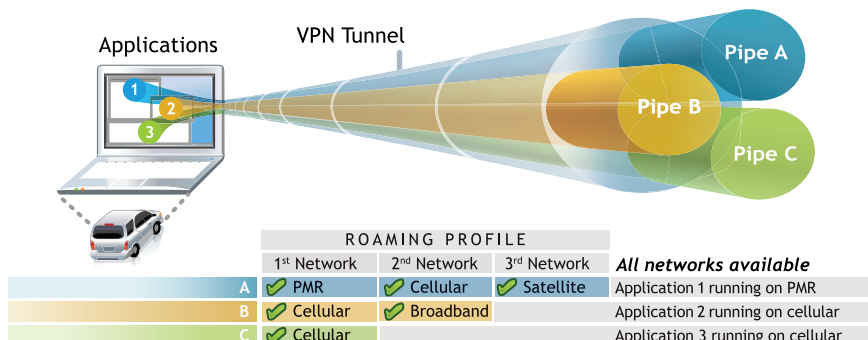 Applications
VPN Tunnel
Pipe A
1
2
3
Pipe B
Pipe C
ROAMING PROFILE
1st Network 2nd Network 3rd Network All networks available
A PMR Cellular Satellite Application 1 running on PMR
B Cellular Broadband Application 2 running on cellular
C Cellular Application 3 running on cellular